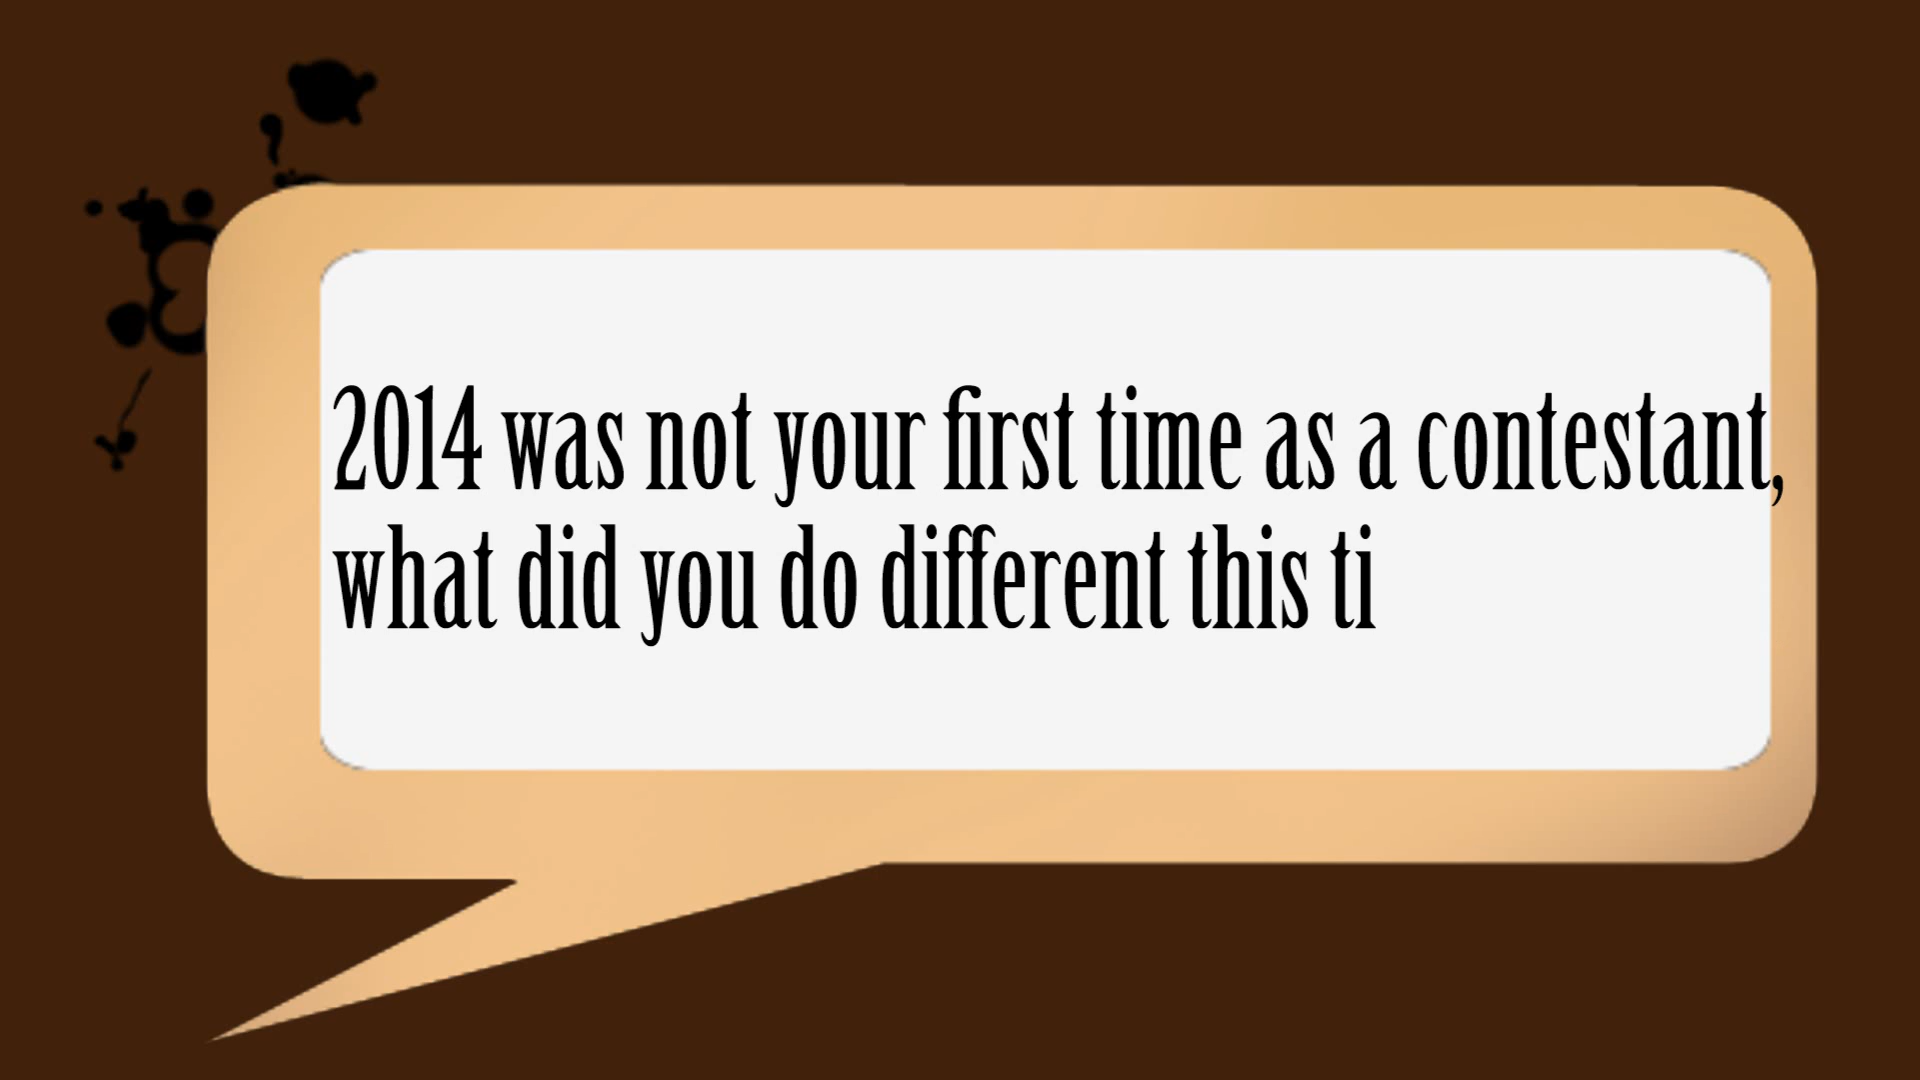 2014 was not your first time as a contestant,
what did you do different this ti